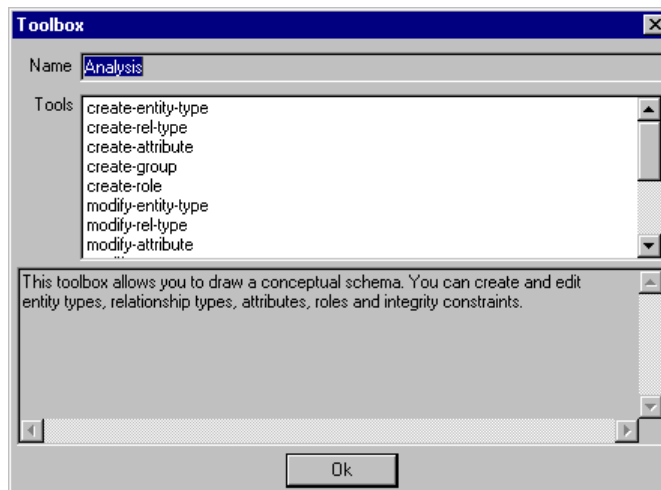 Toolbox
Name Analysis
Tools create-entity-type
create-rel-type
create-attribute
create-group
create-role
modify-entity-type
modify-rel-type
modify-attribute
This toolbox allows you to draw a conceptual schema. You can create and edit
entity types, relationship types, attributes, roles and integrity constraints.
Ok